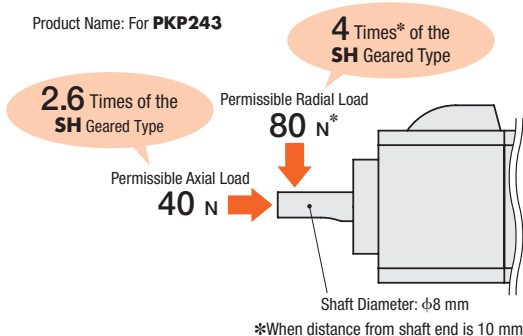 Product Name: For PKP243
4 Times* of the
SH Geared Type
2.6 Times of the
SH Geared Type
Permissible Radial Load
80 N*
Permissible Axial Load
40 N
Shaft Diameter: ϕ8 mm
*When distance from shaft end is 10 mm